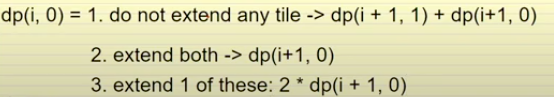 dp(i, 0) = 1. do not extend any tile -> dp(i + 1, 1) + dp(i+1, 0)
2. extend both -> dp(i+1, 0)
3. extend 1 of these: 2 * dp(i + 1, 0)